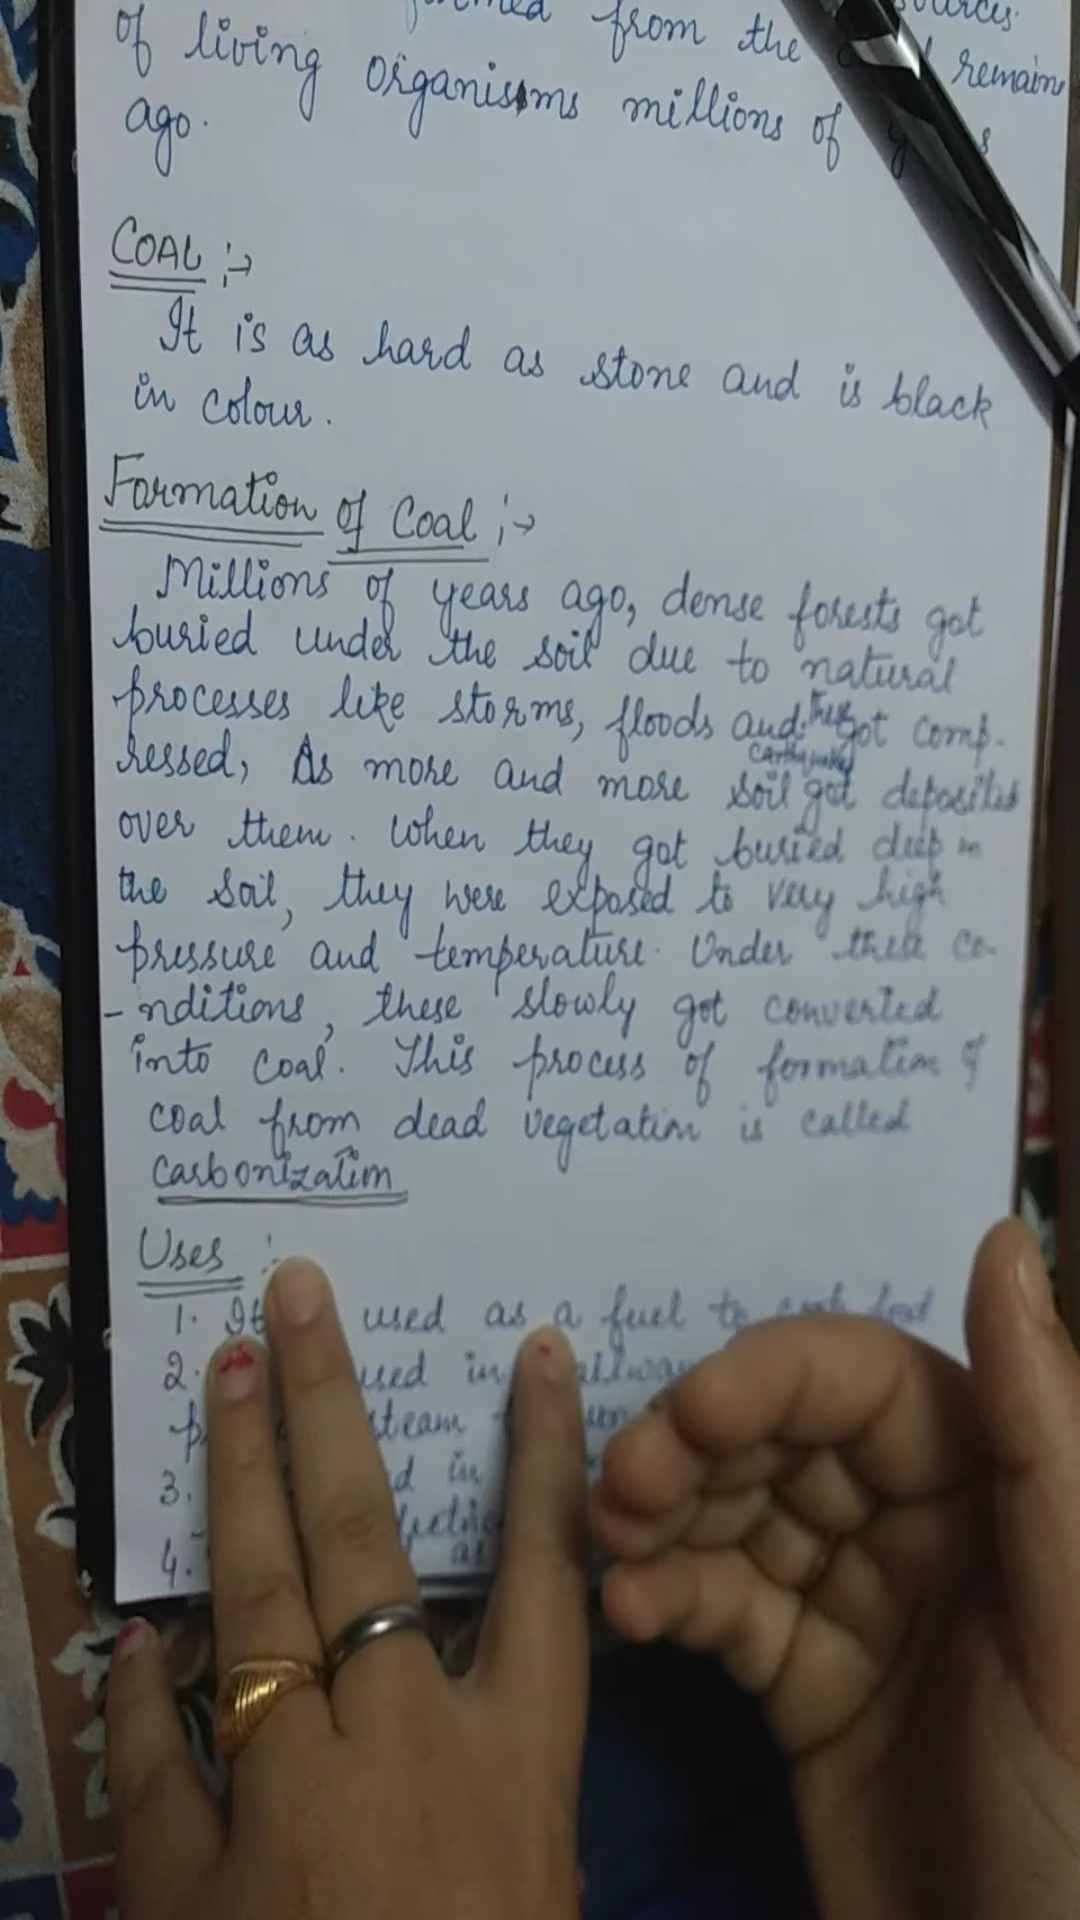 from the remain
of living organisms millions of
ago.
COAL :→
It is as hard as stone and is black
in colour.
Formation of Coal :→
Millions of years ago, dense forests got
buried under the soil due to natural
processes like storms, floods and they got comp-
earthquakes
ressed, As more and more soil got deposited
over them. When they got buried deep in
the soil, they were exposed to very high
pressure and temperature. Under these co-
-nditions, these slowly got converted
into coal. This process of formation of
coal from dead vegetation is called
carbonization
Uses :-
1. It used as a fuel to
2. used in
steam
3. in
4.